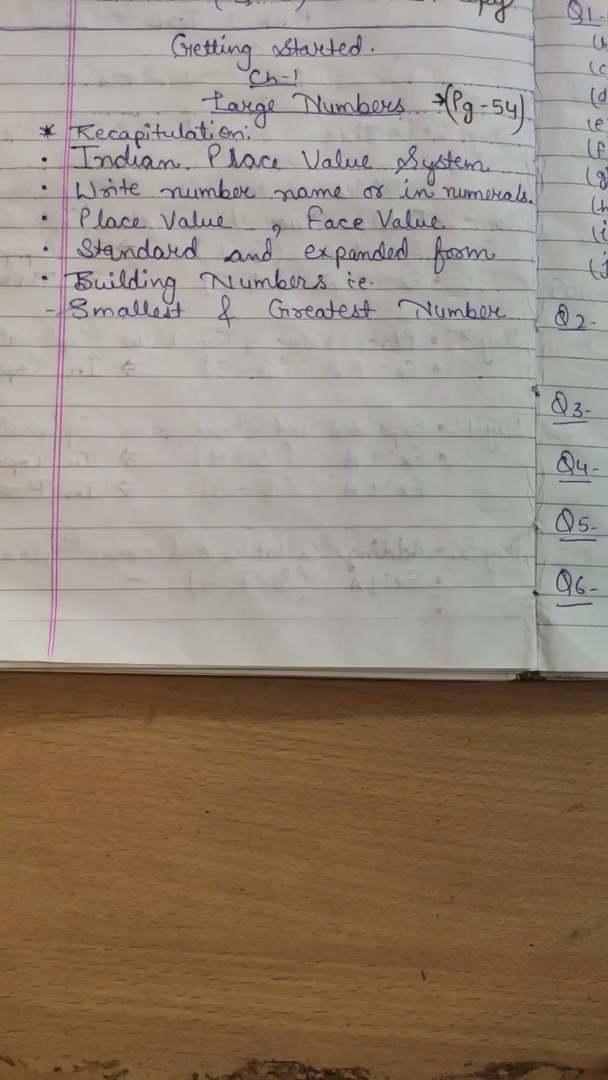 Getting Started.
Ch-1
Large Numbers → (Pg-54)
* Recapitulation:
• Indian Place Value System
• Write number name or in numerals.
• Place Value , Face Value
• Standard and expanded form
• Building Numbers i.e.
- Smallest & Greatest Number
Q1.
(b
(c
(d
(e
(f
(g
(h
(i
(j
Q2-
Q3-
Q4-
Q5-
Q6-